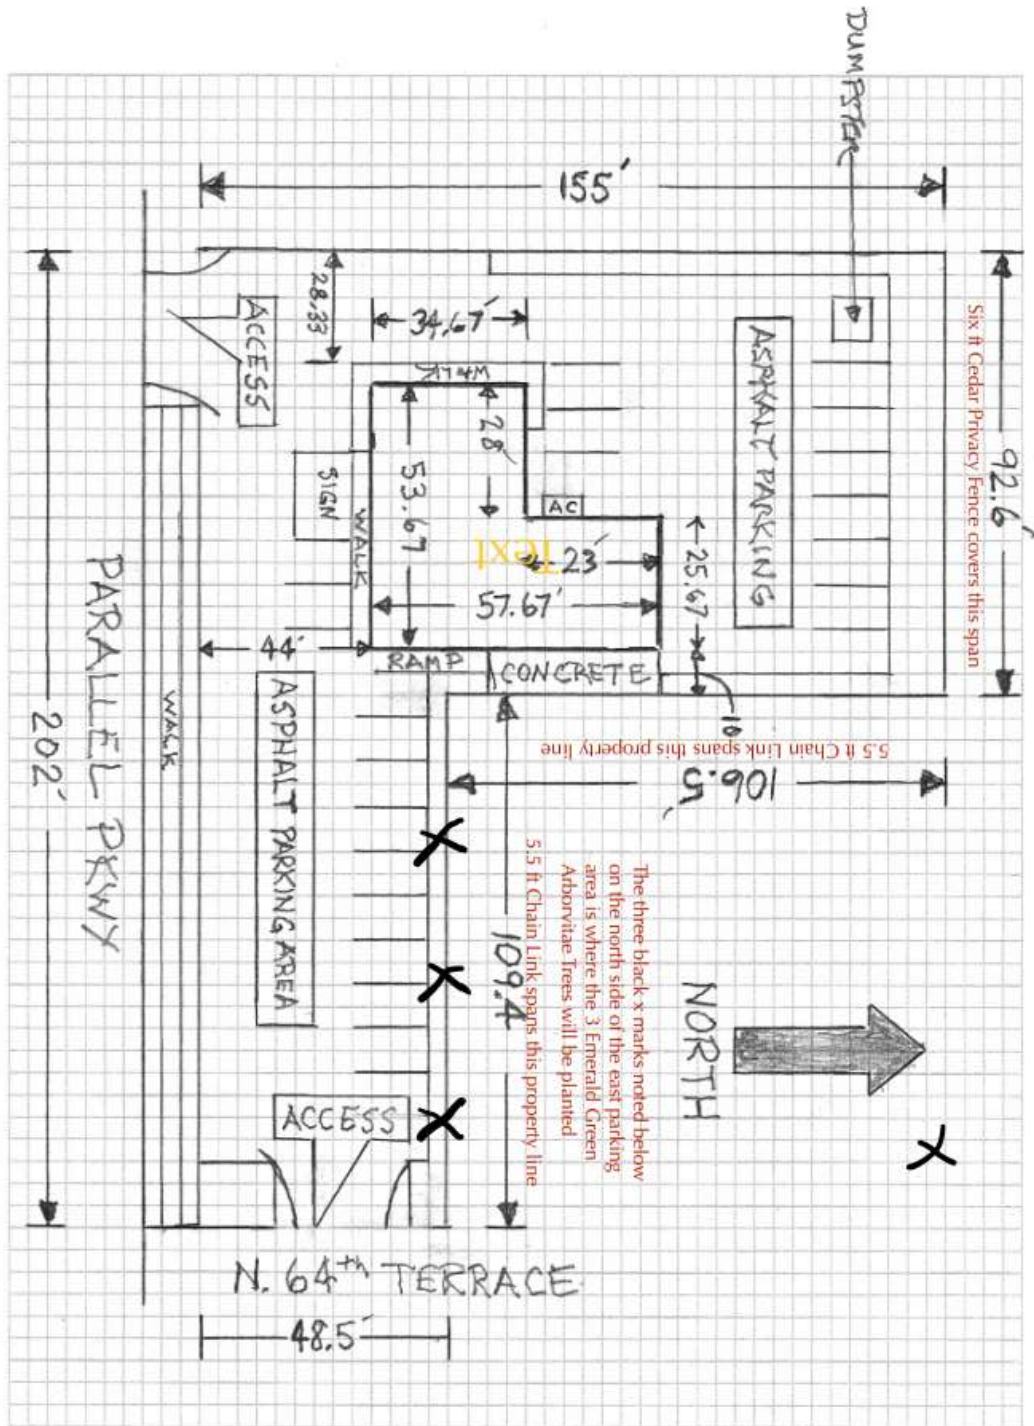 DUMPSTER
155'
92.6'
Six ft Cedar Privacy Fence covers this span
28.33
ACCESS
34.67'
WALK
28'
ASPHALT PARKING
53.67
SIGN
WALK
AC
Text
23'
25.67
57.67'
44'
RAMP
CONCRETE
10
5.5 ft Chain Link spans this property line
106.5'
PARALLEL PKWY
202'
WALK
ASPHALT PARKING AREA
The three black x marks noted below
on the north side of the east parking
area is where the 3 Emerald Green
Arborvitae Trees will be planted
5.5 ft Chain Link spans this property line
109.4
NORTH
X
X
X
X
ACCESS
N. 64th TERRACE
48.5'